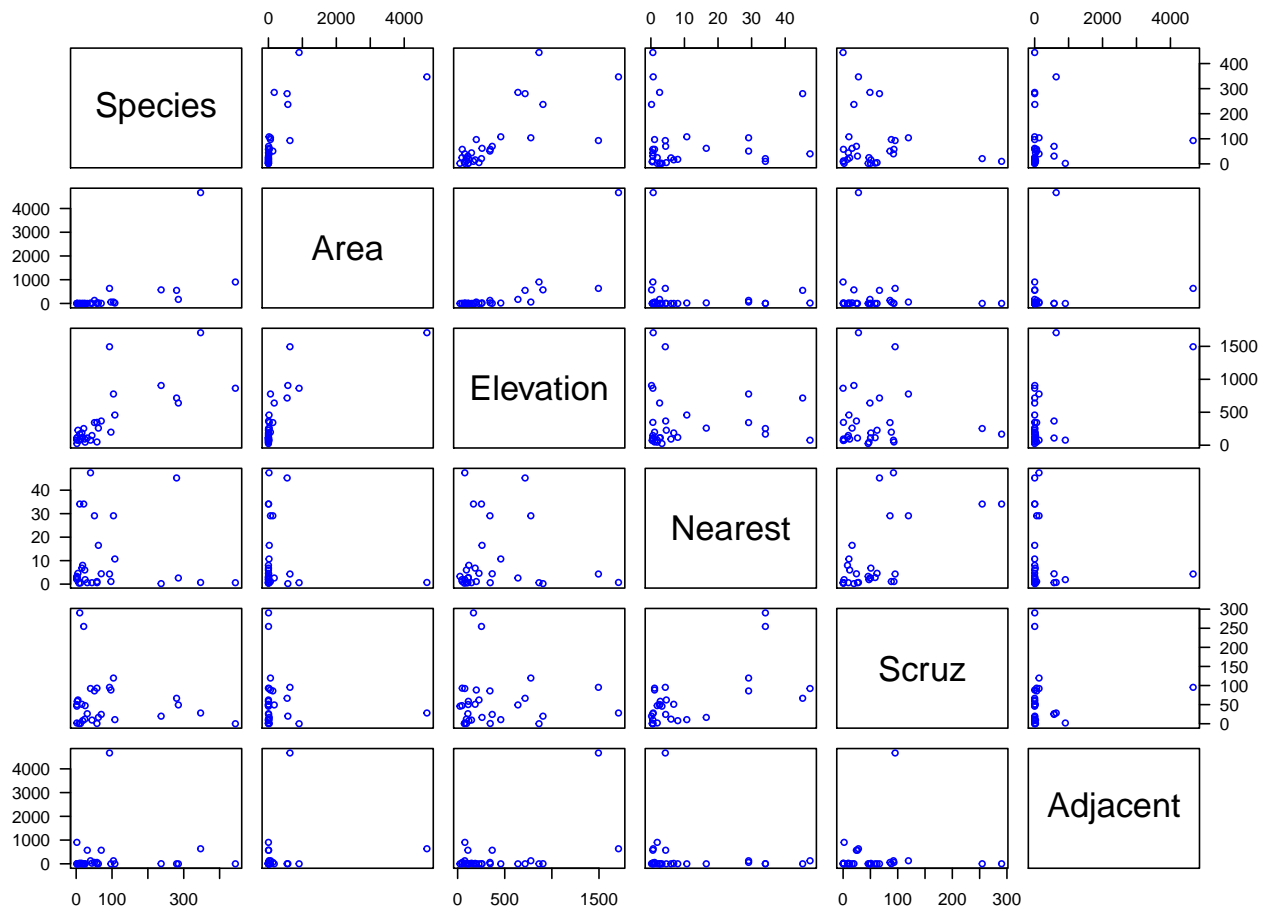 0 2000 4000 0 10 20 30 40 0 2000 4000
Species 0 100 200 300 400
0 1000 2000 3000 4000 Area
Elevation 0 500 1000 1500
0 10 20 30 40 Nearest
Scruz 0 50 100 150 200 250 300
0 1000 2000 3000 4000 Adjacent
0 100 300 0 500 1500 0 100 200 300